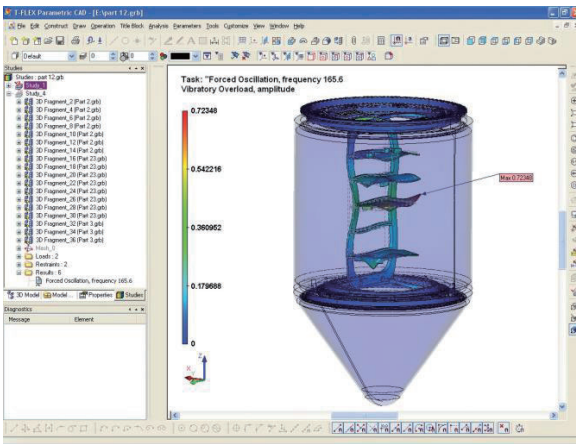 T-FLEX Parametric CAD - [E:\part 12.grb]
File Edit Construct Draw Operation Title Block Analysis Parameters Tools Customize View Window Help
Default
Studies
Studies: part 12.grb
Study_3
Study_4
3D Fragment_2 (Part 2.grb)
3D Fragment_4 (Part 2.grb)
3D Fragment_6 (Part 2.grb)
3D Fragment_8 (Part 2.grb)
3D Fragment_10 (Part 2.grb)
3D Fragment_12 (Part 2.grb)
3D Fragment_14 (Part 2.grb)
3D Fragment_16 (Part 23.grb)
3D Fragment_18 (Part 23.grb)
3D Fragment_20 (Part 23.grb)
3D Fragment_22 (Part 23.grb)
3D Fragment_24 (Part 23.grb)
3D Fragment_26 (Part 23.grb)
3D Fragment_28 (Part 23.grb)
3D Fragment_30 (Part 23.grb)
3D Fragment_32 (Part 3.grb)
3D Fragment_34 (Part 3.grb)
3D Fragment_36 (Part 3.grb)
Mesh_0
Loads : 2
Restraints : 2
Results : 6
Forced Oscillation, frequency 165.6
3D Model Model ... Properties Studies
Diagnostics
Message Element
Task: "Forced Oscillation, frequency 165.6
Vibratory Overload, amplitude
0.72348
0.542216
0.360952
0.179688
0
Max 0.72348
Z
X
Y